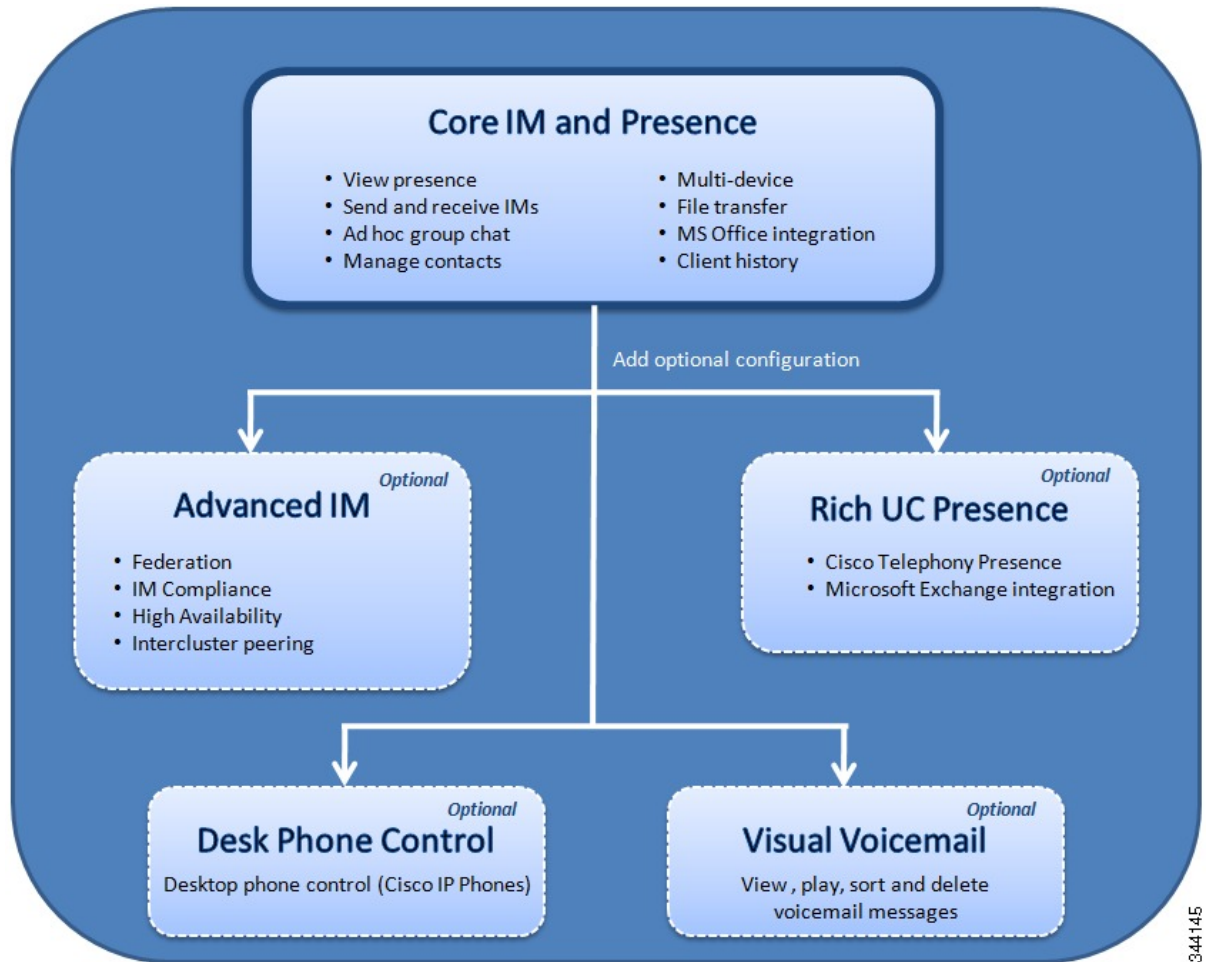 Core IM and Presence
• View presence
• Send and receive IMs
• Ad hoc group chat
• Manage contacts
• Multi-device
• File transfer
• MS Office integration
• Client history
Add optional configuration
Optional
Advanced IM
• Federation
• IM Compliance
• High Availability
• Intercluster peering
Optional
Rich UC Presence
• Cisco Telephony Presence
• Microsoft Exchange integration
Optional
Desk Phone Control
Desktop phone control (Cisco IP Phones)
Optional
Visual Voicemail
View , play, sort and delete
voicemail messages
344145